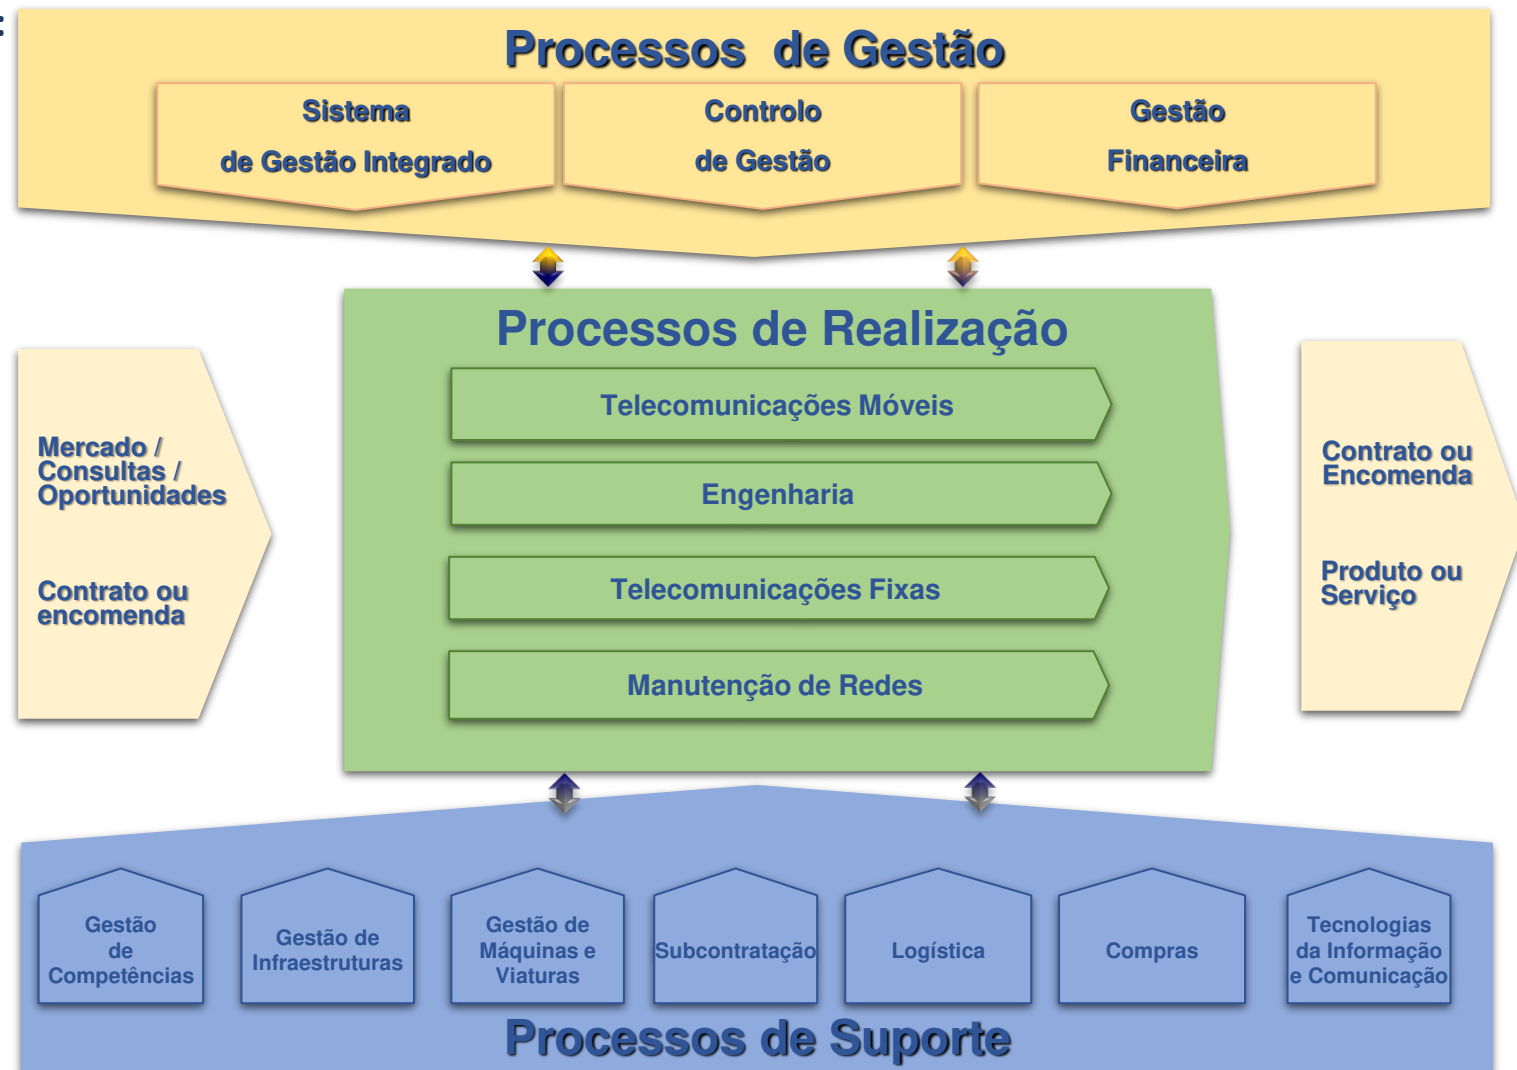 :
Processos de Gestão
Sistema
de Gestão Integrado
Controlo
de Gestão
Gestão
Financeira
Processos de Realização
Telecomunicações Móveis
Engenharia
Telecomunicações Fixas
Manutenção de Redes
Mercado /
Consultas /
Oportunidades
Contrato ou
encomenda
Contrato ou
Encomenda
Produto ou
Serviço
Gestão
de
Competências
Gestão de
Infraestruturas
Gestão de
Máquinas e
Viaturas
Subcontratação
Logística
Compras
Tecnologias
da Informação
e Comunicação
Processos de Suporte